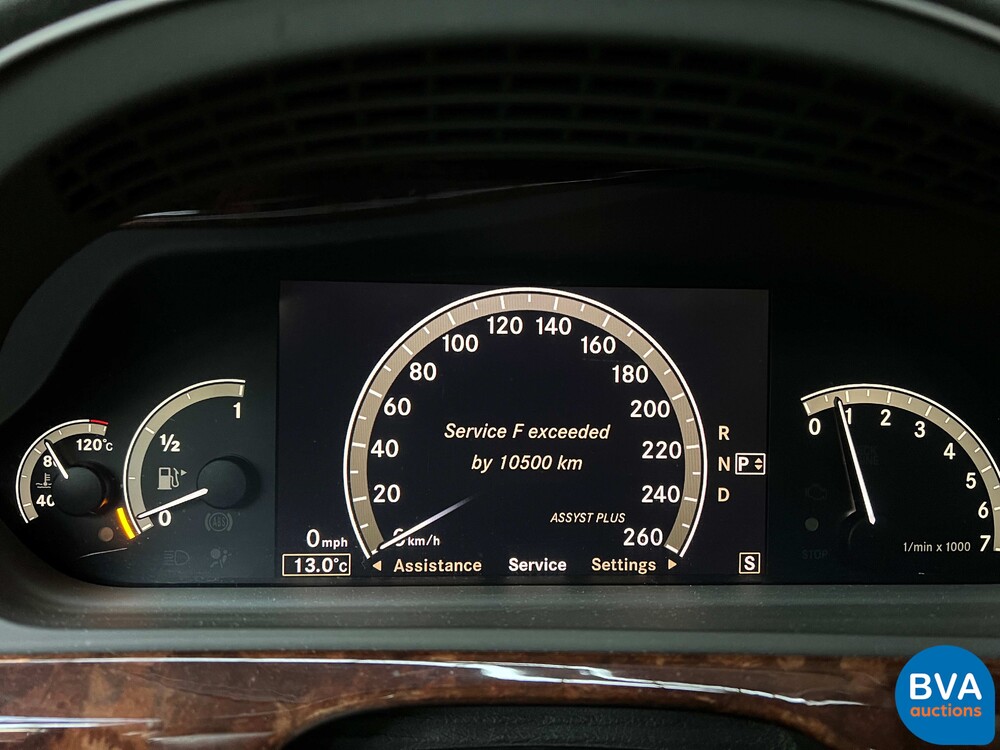 120°C
80
40
1
½
0
ABS
0 20 40 60 80 100 120 140 160 180 200 220 240 260
Service F exceeded
by 10500 km
ASSYST PLUS
km/h
0 mph
13.0°C
◄ Assistance Service Settings ►
R
N P
D
S
0 1 2 3 4 5 6 7
1/min x 1000
STOP
BVA
auctions